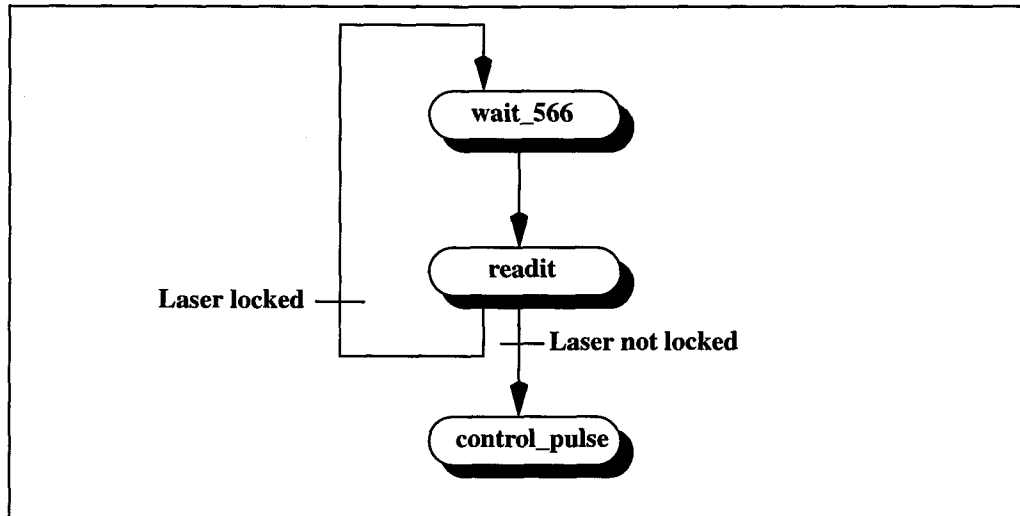 wait_566
readit
Laser locked
Laser not locked
control_pulse